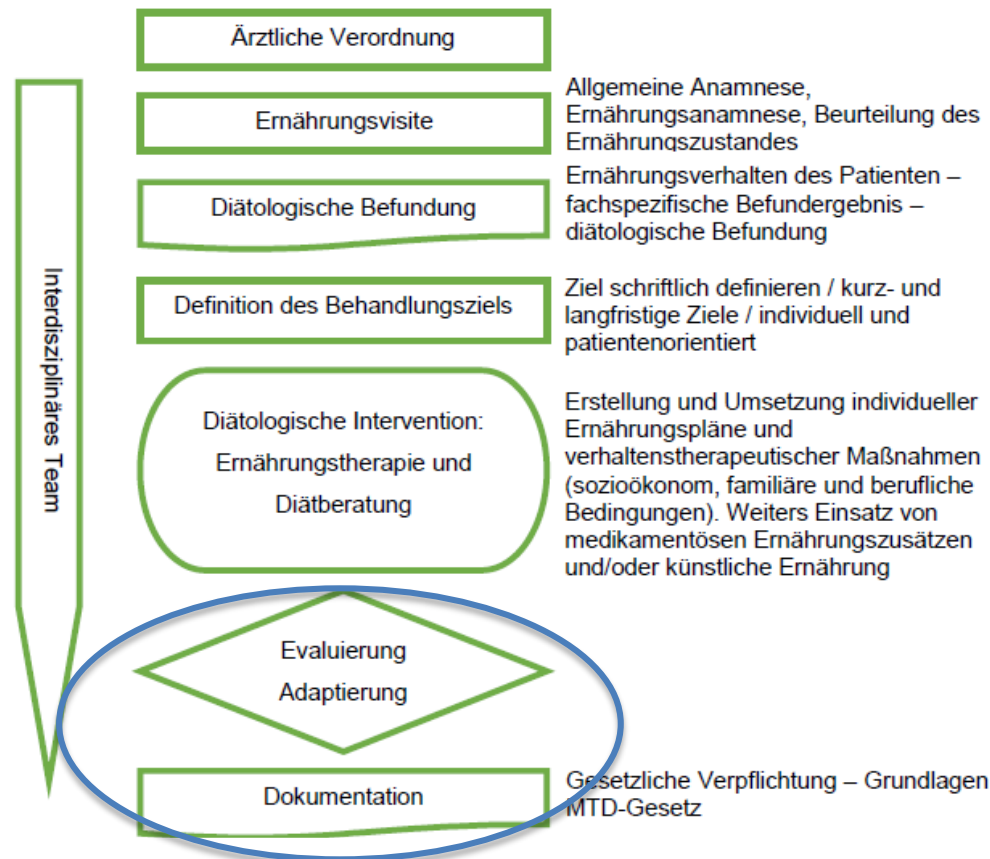 Ärztliche Verordnung
Interdisziplinäres Team
Ernährungsvisite
Allgemeine Anamnese,
Ernährungsanamnese, Beurteilung des
Ernährungszustandes
Diätologische Befundung
Ernährungsverhalten des Patienten –
fachspezifische Befundergebnis –
diätologische Befundung
Definition des Behandlungsziels
Ziel schriftlich definieren / kurz- und
langfristige Ziele / individuell und
patientenorientiert
Diätologische Intervention:
Ernährungstherapie und
Diätberatung
Erstellung und Umsetzung individueller
Ernährungspläne und
verhaltenstherapeutischer Maßnahmen
(sozioökonom, familiäre und berufliche
Bedingungen). Weiters Einsatz von
medikamentösen Ernährungszusätzen
und/oder künstliche Ernährung
Evaluierung
Adaptierung
Dokumentation
Gesetzliche Verpflichtung – Grundlagen
MTD-Gesetz